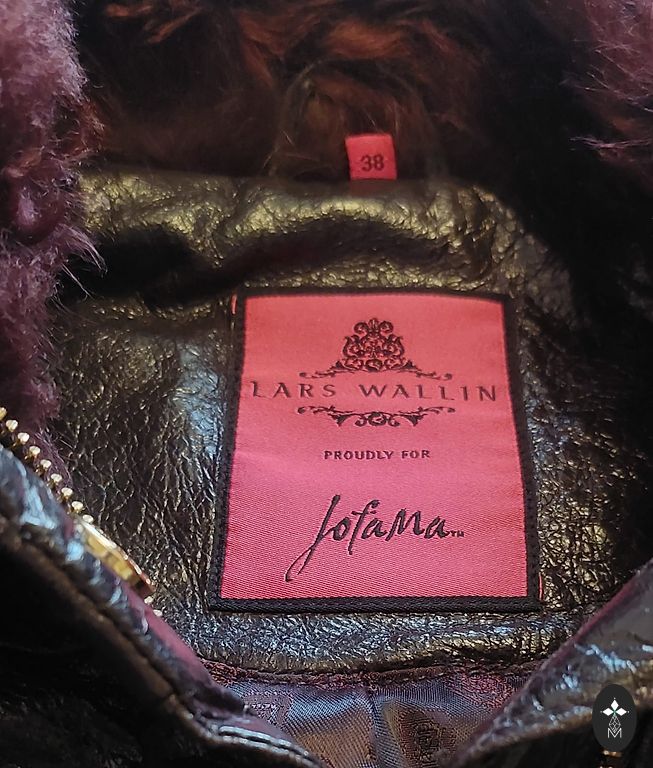 38
LARS WALLIN
PROUDLY FOR
Jofama™
M